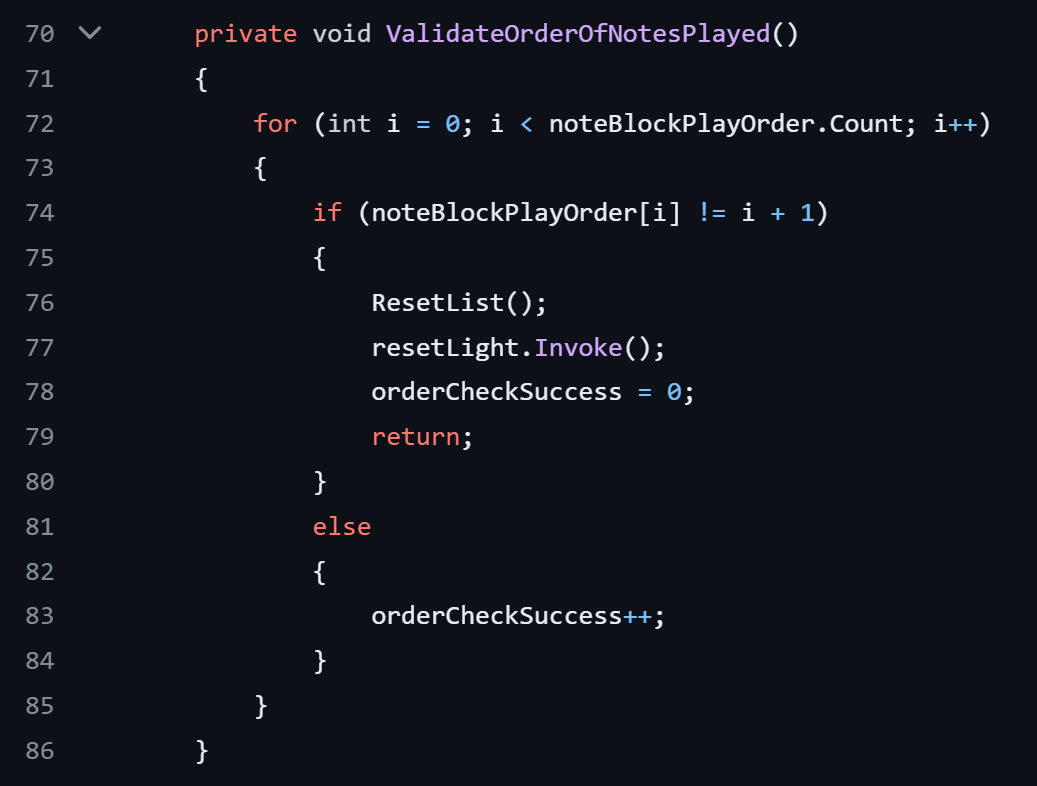 70 private void ValidateOrderOfNotesPlayed()
71 {
72 for (int i = 0; i < noteBlockPlayOrder.Count; i++)
73 {
74 if (noteBlockPlayOrder[i] != i + 1)
75 {
76 ResetList();
77 resetLight.Invoke();
78 orderCheckSuccess = 0;
79 return;
80 }
81 else
82 {
83 orderCheckSuccess++;
84 }
85 }
86 }